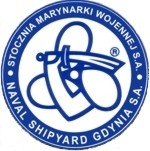 STOCZNIA MARYNARKI WOJENNEJ S.A.
NAVAL SHIPYARD GDYNIA S.A.
®